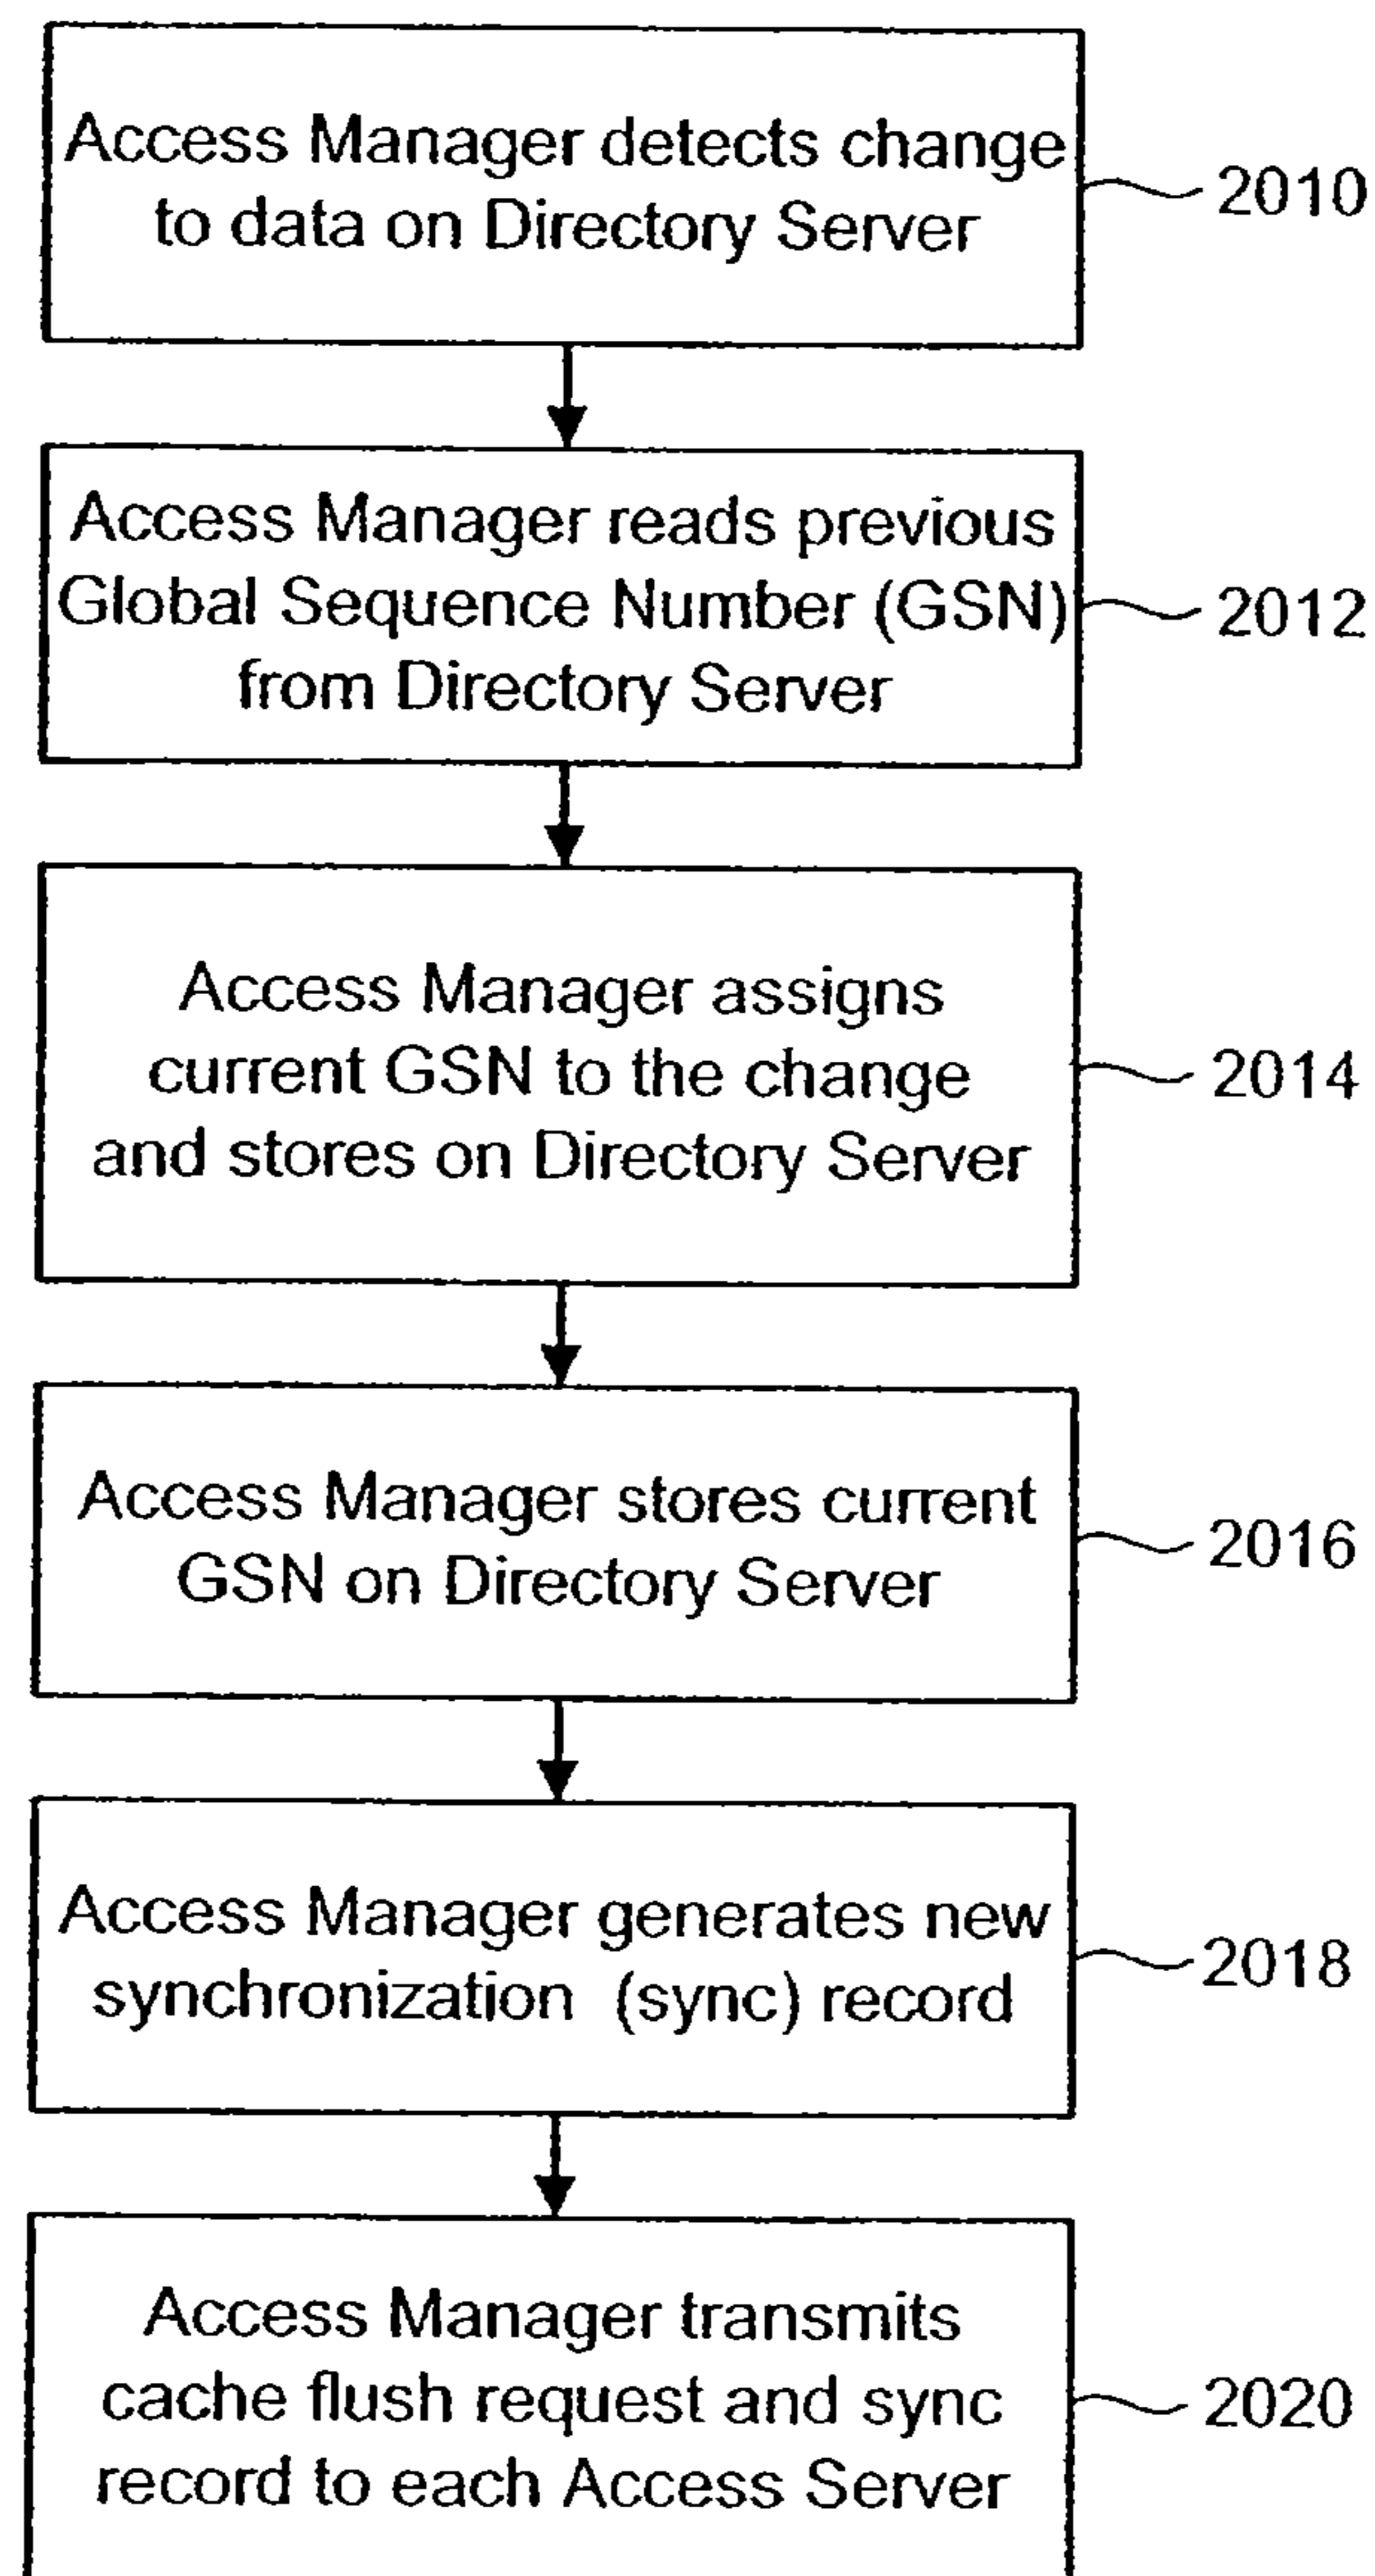 Access Manager detects change
to data on Directory Server
2010
Access Manager reads previous
Global Sequence Number (GSN)
from Directory Server
2012
Access Manager assigns
current GSN to the change
and stores on Directory Server
2014
Access Manager stores current
GSN on Directory Server
2016
Access Manager generates new
synchronization (sync) record
2018
Access Manager transmits
cache flush request and sync
record to each Access Server
2020